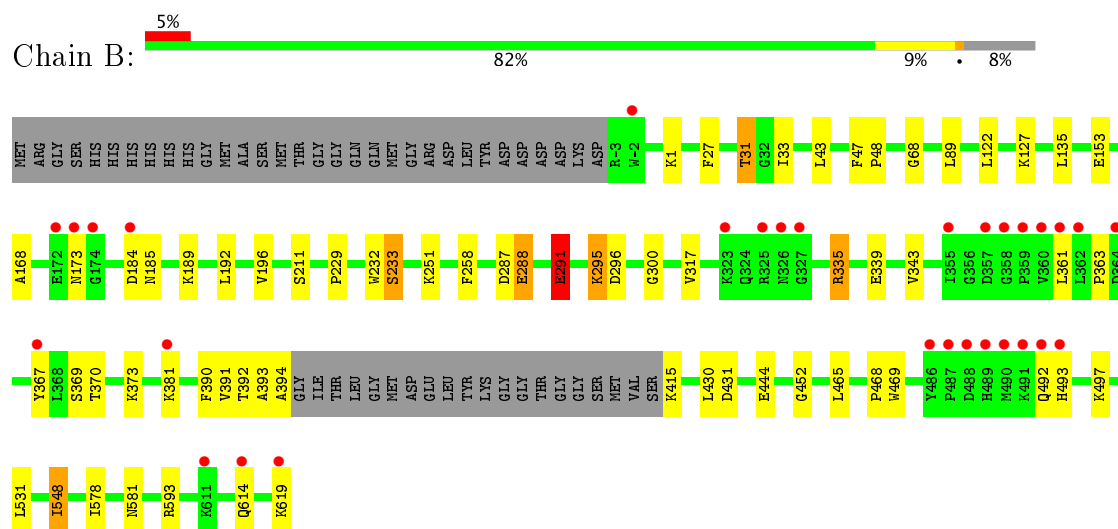 5%
Chain B:
82% 9% • 8%
MET ARG GLY SER HIS HIS HIS HIS HIS HIS GLY MET ALA SER MET THR GLY GLY GLN GLN MET GLY ARG ASP LEU TYR ASP ASP ASP ASP LYS ASP R-3 W-2 K1 F27 T31 G32 I33 L43 F47 P48 G68 L89 L122 K127 L135 E153
A168 E172 N173 G174 D184 N185 K189 L192 V196 S211 P229 W232 S233 K251 F258 D287 E288 E291 K295 D296 G300 V317 K323 Q324 R325 N326 G327 R335 E339 V343 I355 G356 D357 G358 P359 V360 L361 L362 P363 D364
Y367 L368 S369 T370 K373 K381 F390 V391 T392 A393 A394 GLY ILE THR LEU GLY MET ASP GLU LEU TYR LYS GLY GLY THR GLY GLY SER MET VAL SER K415 L430 D431 E444 G452 L465 P468 W469 Y486 P487 D488 H489 M490 K491 Q492 H493 K497
L531 I548 I578 N581 R593 K611 Q614 K619